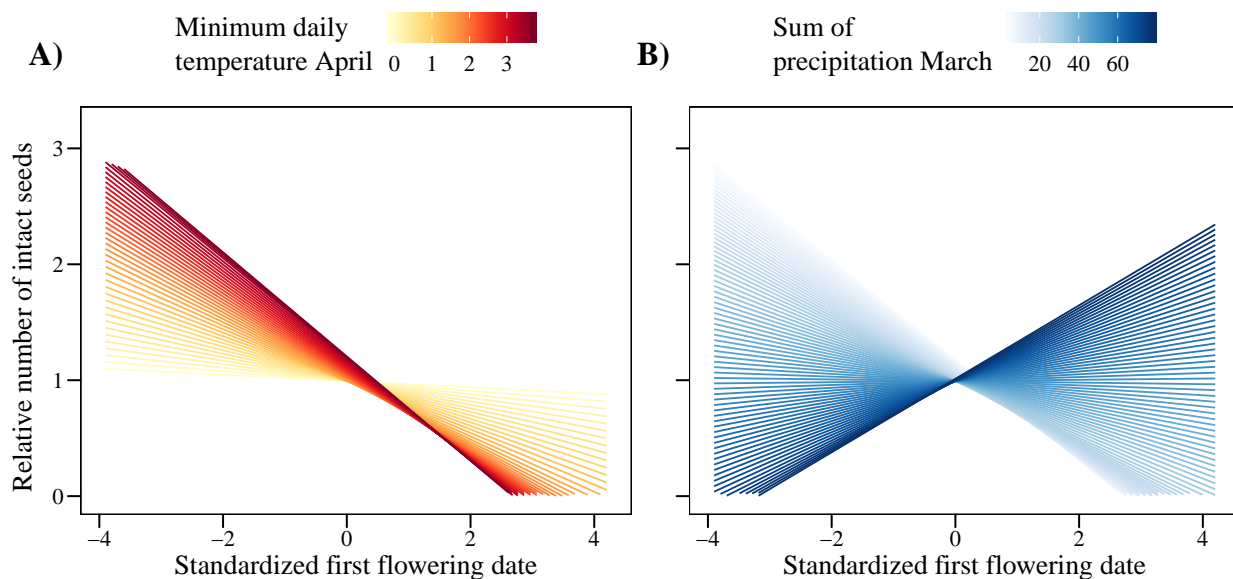 A)
Minimum daily
temperature April
0 1 2 3
B)
Sum of
precipitation March
20 40 60
Relative number of intact seeds
3
2
1
0
−4 −2 0 2 4
Standardized first flowering date
−4 −2 0 2 4
Standardized first flowering date